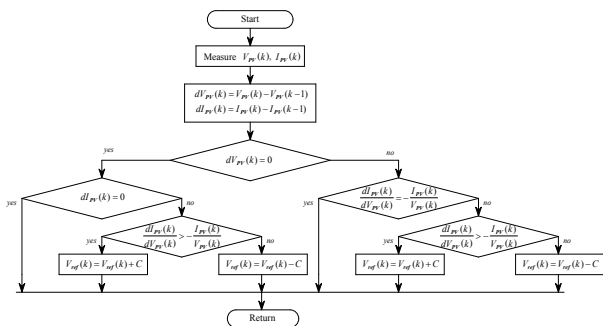 Start
Measure V_PV(k), I_PV(k)
dV_PV(k)=V_PV(k)−V_PV(k−1)
dI_PV(k)=I_PV(k)−I_PV(k−1)
yes
dV_PV(k)=0
no
yes
dI_PV(k)=0
no
yes
dI_PV(k)/dV_PV(k)=−I_PV(k)/V_PV(k)
no
yes
dI_PV(k)/dV_PV(k)>−I_PV(k)/V_PV(k)
no
yes
dI_PV(k)/dV_PV(k)>−I_PV(k)/V_PV(k)
no
V_ref(k)=V_ref(k)+C
V_ref(k)=V_ref(k)−C
V_ref(k)=V_ref(k)+C
V_ref(k)=V_ref(k)−C
Return